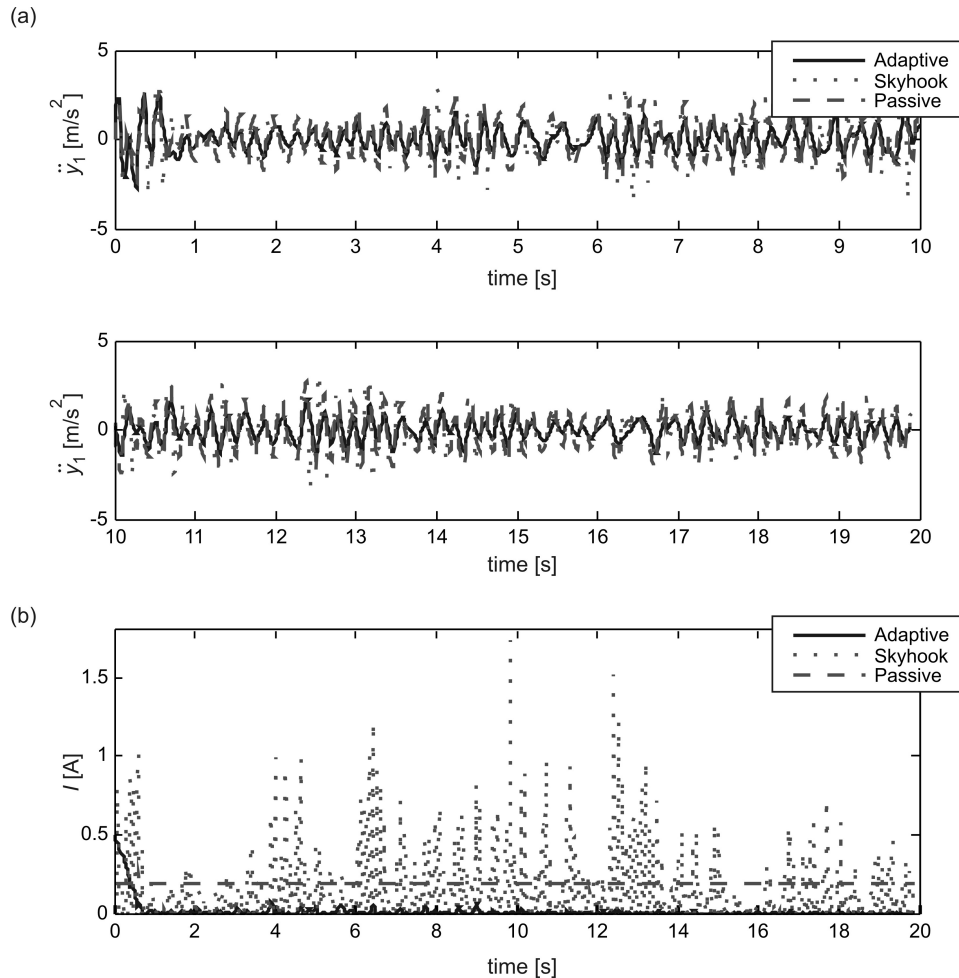 (a)
5
0
-5
ÿ1 [m/s2]
Adaptive
Skyhook
Passive
0 1 2 3 4 5 6 7 8 9 10
time [s]
5
0
-5
ÿ1 [m/s2]
10 11 12 13 14 15 16 17 18 19 20
time [s]
(b)
Adaptive
Skyhook
Passive
1.5
1
0.5
0
I [A]
0 2 4 6 8 10 12 14 16 18 20
time [s]